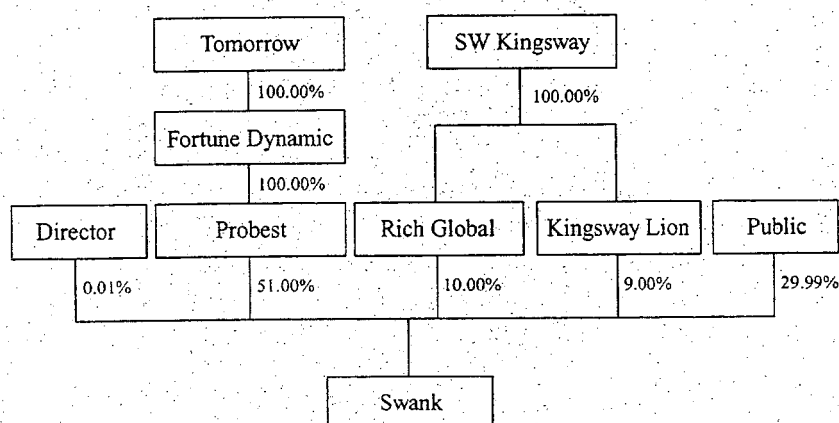 Tomorrow
SW Kingsway
100.00%
100.00%
Fortune Dynamic
100.00%
Director
Probest
Rich Global
Kingsway Lion
Public
0.01%
51.00%
10.00%
9.00%
29.99%
Swank